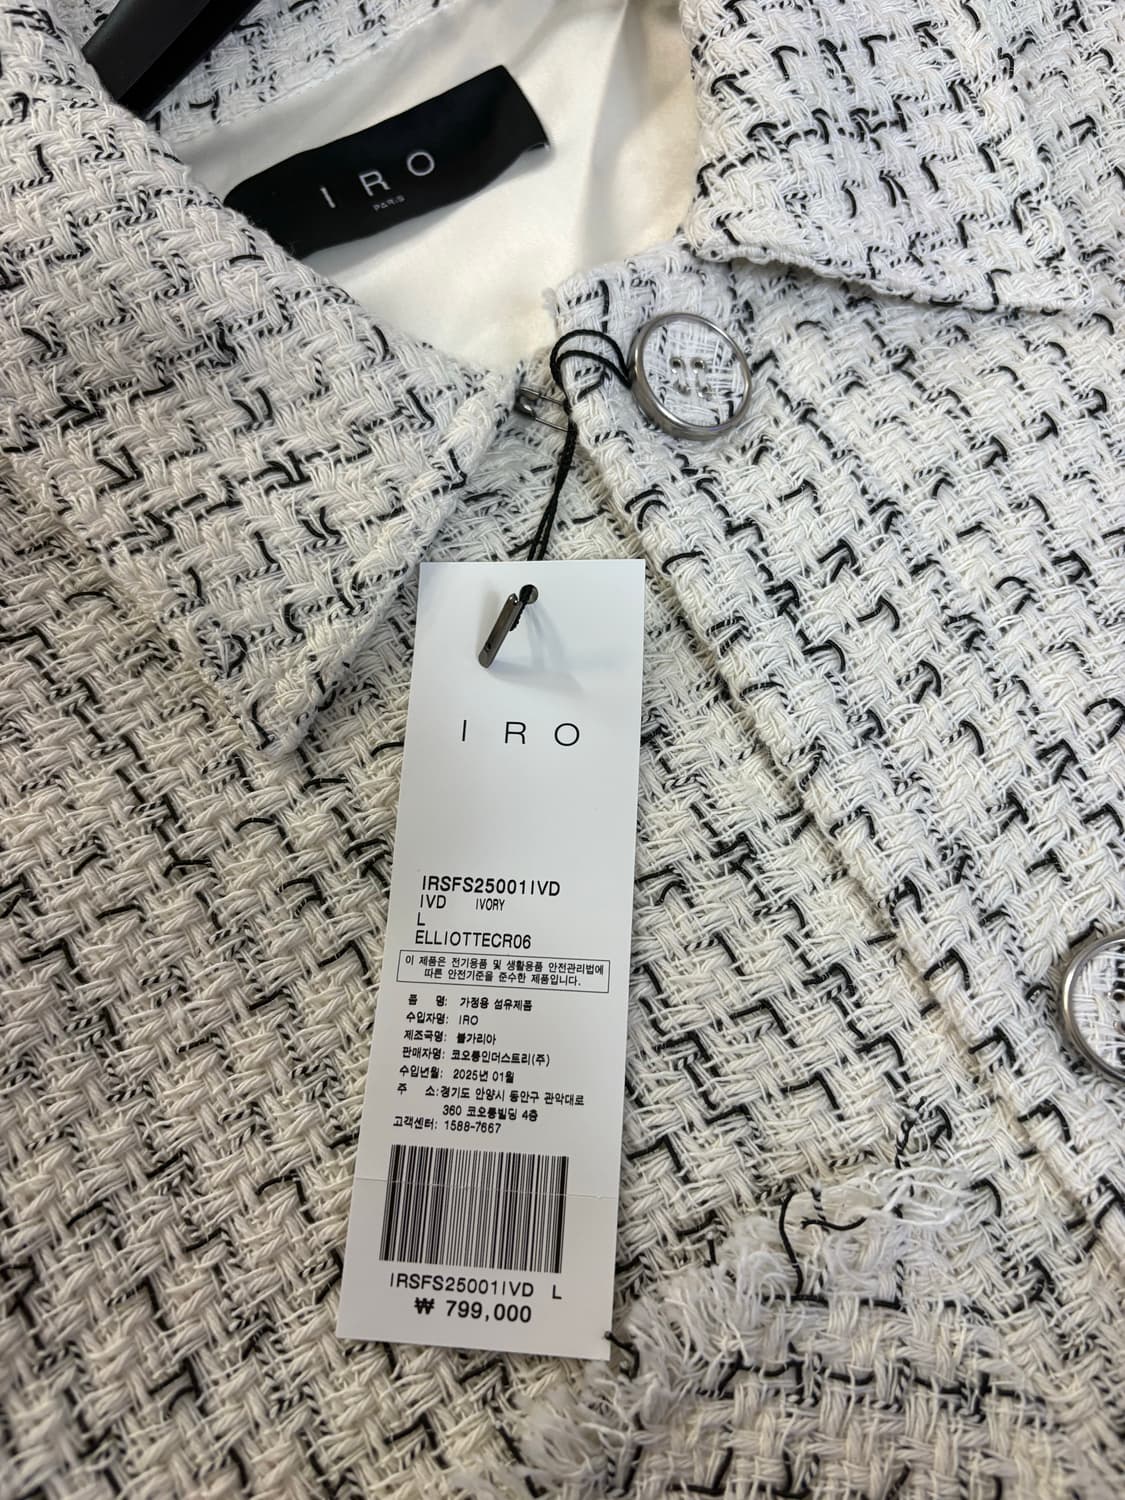 IRO
PARIS
IRO
IRSFS25001IVD
IVD IVORY
L
ELLIOTTECR06
이 제품은 전기용품 및 생활용품 안전관리법에
따른 안전기준을 준수한 제품입니다.
품 명: 가정용 섬유제품
수입자명: IRO
제조국명: 불가리아
판매자명: 코오롱인더스트리(주)
수입년월: 2025년 01월
주 소:경기도 안양시 동안구 관악대로
360 코오롱빌딩 4층
고객센터: 1588-7667
IRSFS25001IVD L
₩ 799,000